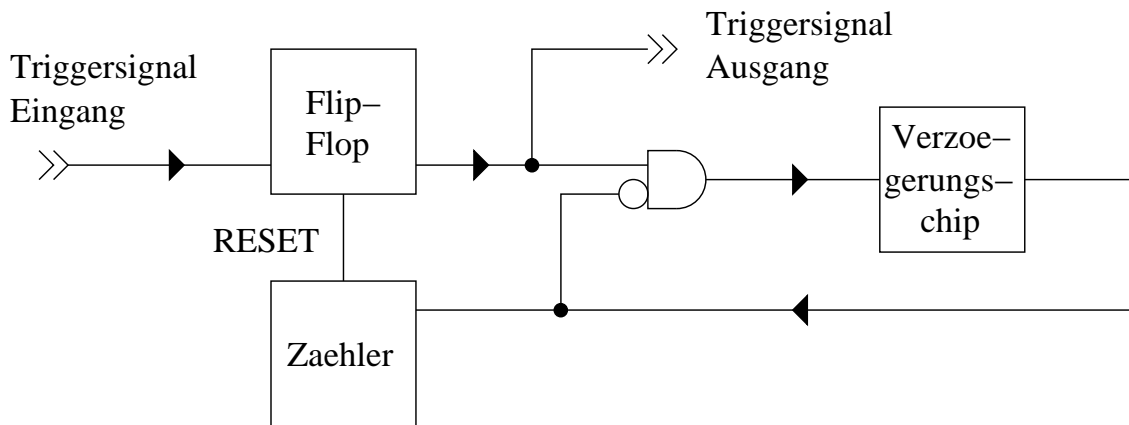 Triggersignal
Eingang
Flip–
Flop
Triggersignal
Ausgang
Verzoe–
gerungs–
chip
RESET
Zaehler